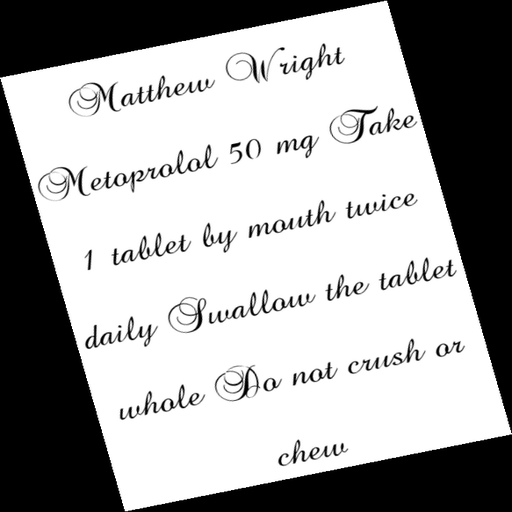 Matthew Wright
Metoprolol 50 mg Take
1 tablet by mouth twice
daily Swallow the tablet
whole Do not crush or
chew